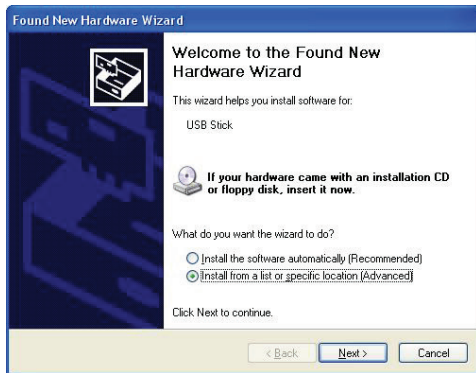 Found New Hardware Wizard
Welcome to the Found New
Hardware Wizard
This wizard helps you install software for:
USB Stick
If your hardware came with an installation CD
or floppy disk, insert it now.
What do you want the wizard to do?
Install the software automatically (Recommended)
Install from a list or specific location (Advanced)
Click Next to continue.
< Back Next > Cancel